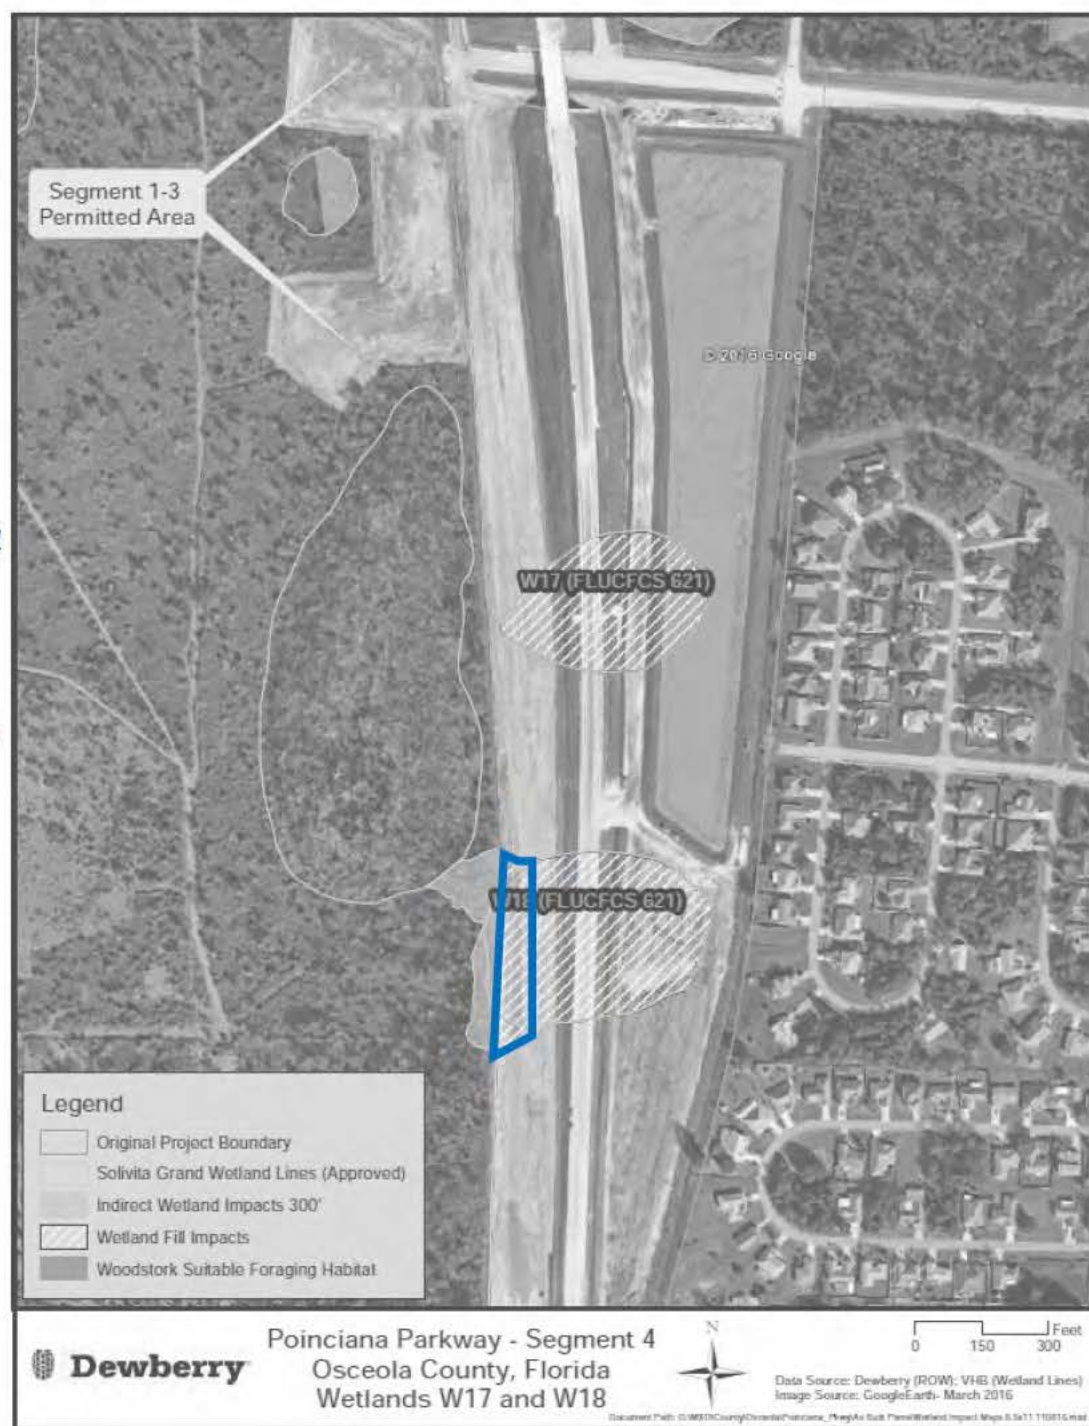 Segment 1-3
Permitted Area
© 2016 Google
W17 (FLUCFCS 621)
W18 (FLUCFCS 621)
Legend
Original Project Boundary
Solivita Grand Wetland Lines (Approved)
Indirect Wetland Impacts 300'
Wetland Fill Impacts
Woodstork Suitable Foraging Habitat
Dewberry
Poinciana Parkway - Segment 4
Osceola County, Florida
Wetlands W17 and W18
N
Feet
0 150 300
Data Source: Dewberry (ROW); VHB (Wetland Lines)
Image Source: GoogleEarth- March 2016
Document Path: